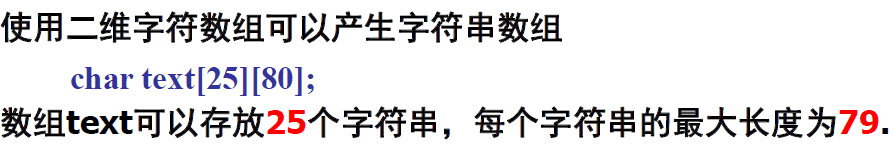 使用二维字符数组可以产生字符串数组
char text[25][80];
数组text可以存放25个字符串，每个字符串的最大长度为79.